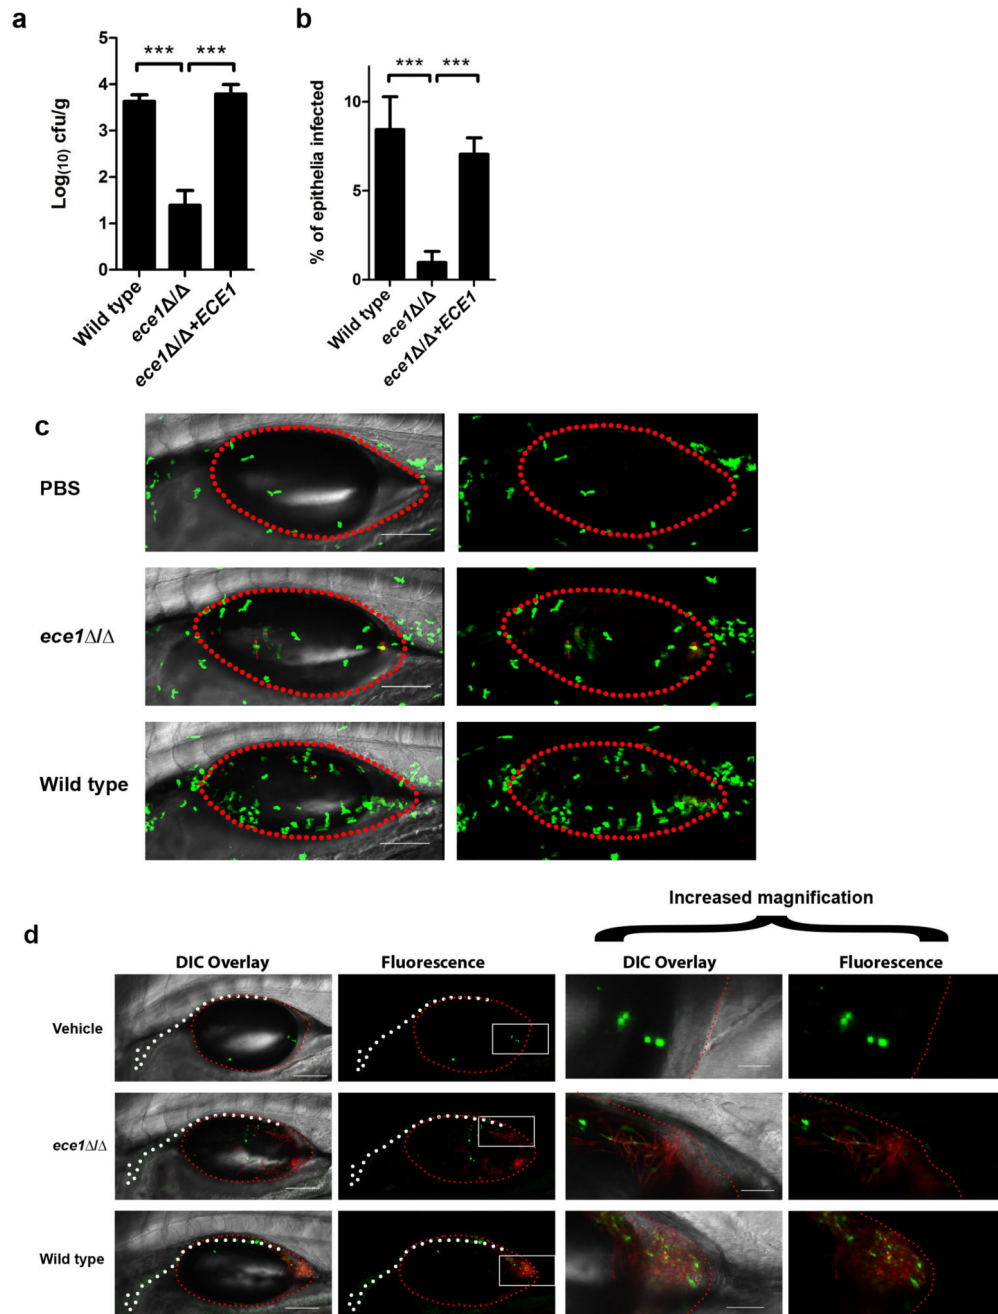 a
b
Log(10) cfu/g
5
4
3
2
1
0
***
***
Wild type
ece1Δ/Δ
ece1Δ/Δ+ECE1
% of epithelia infected
10
5
0
***
***
Wild type
ece1Δ/Δ
ece1Δ/Δ+ECE1
c
PBS
ece1Δ/Δ
Wild type
Increased magnification
d
DIC Overlay
Fluorescence
DIC Overlay
Fluorescence
Vehicle
ece1Δ/Δ
Wild type